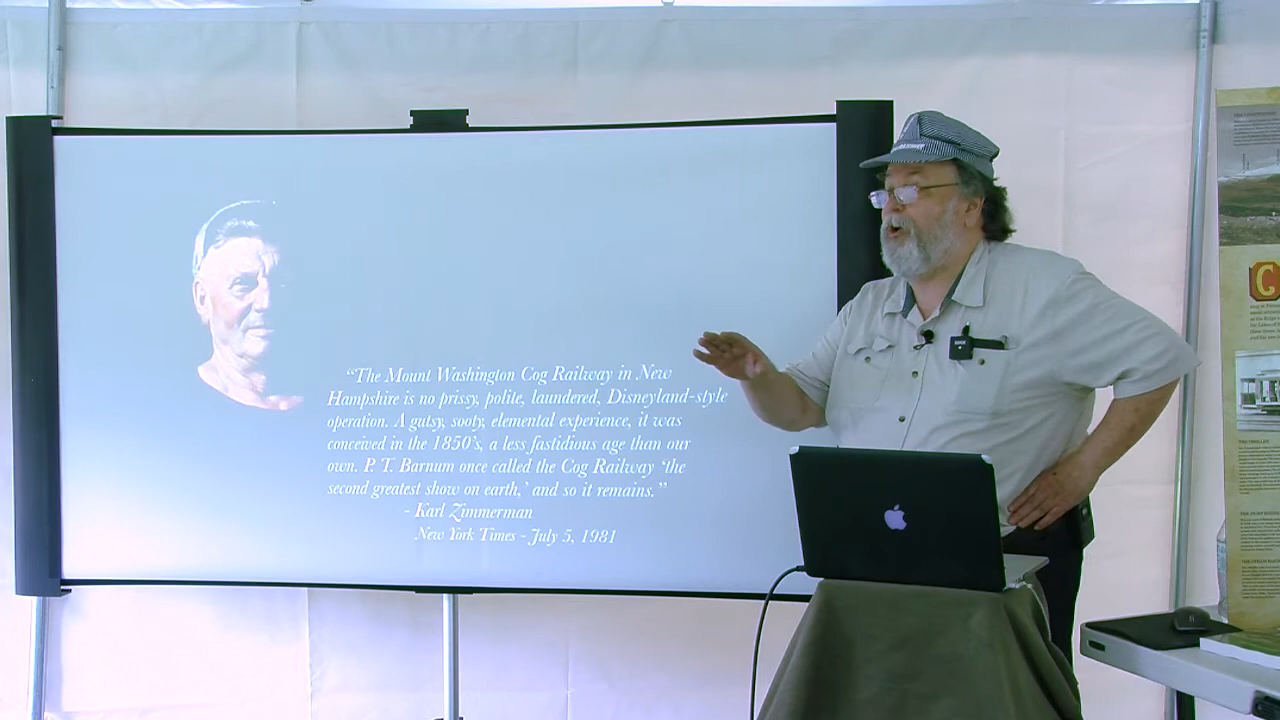 “The Mount Washington Cog Railway in New
Hampshire is no prissy, polite, laundered, Disneyland-style
operation. A gutsy, sooty, elemental experience, it was
conceived in the 1850’s, a less fastidious age than our
own. P. T. Barnum once called the Cog Railway ‘the
second greatest show on earth,’ and so it remains.”
- Karl Zimmerman
New York Times - July 5, 1981
C